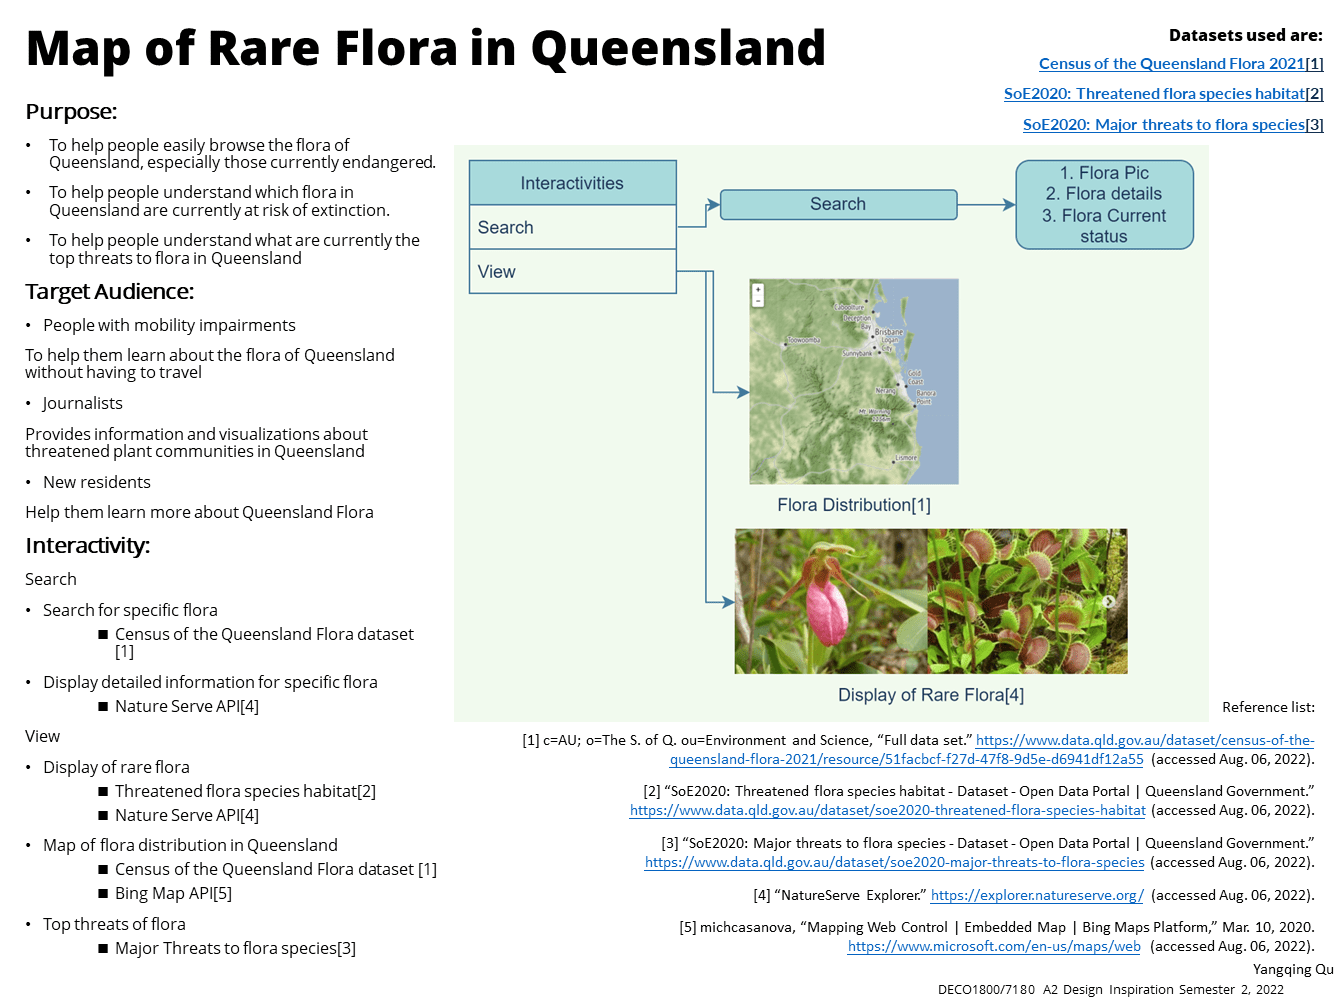 Map of Rare Flora in Queensland
Datasets used are:
Census of the Queensland Flora 2021[1]
SoE2020: Threatened flora species habitat[2]
SoE2020: Major threats to flora species[3]
Purpose:
• To help people easily browse the flora of
Queensland, especially those currently endangered.
• To help people understand which flora in
Queensland are currently at risk of extinction.
• To help people understand what are currently the
top threats to flora in Queensland
Target Audience:
• People with mobility impairments
To help them learn about the flora of Queensland
without having to travel
• Journalists
Provides information and visualizations about
threatened plant communities in Queensland
• New residents
Help them learn more about Queensland Flora
Interactivity:
Search
• Search for specific flora
■ Census of the Queensland Flora dataset
[1]
• Display detailed information for specific flora
■ Nature Serve API[4]
View
• Display of rare flora
■ Threatened flora species habitat[2]
■ Nature Serve API[4]
• Map of flora distribution in Queensland
■ Census of the Queensland Flora dataset [1]
■ Bing Map API[5]
• Top threats of flora
■ Major Threats to flora species[3]
Interactivities
Search
View
Search
1. Flora Pic
2. Flora details
3. Flora Current
status
+
−
Caboolture
Deception
Bay
Brisbane
Logan
City
Sunnybank
Toowoomba
Gold
Coast
Nerang
Banora
Point
Mt. Warning
Lismore
Flora Distribution[1]
Display of Rare Flora[4]
Reference list:
[1] c=AU; o=The S. of Q. ou=Environment and Science, “Full data set.” https://www.data.qld.gov.au/dataset/census-of-the-
queensland-flora-2021/resource/51facbcf-f27d-47f8-9d5e-d6941df12a55 (accessed Aug. 06, 2022).
[2] “SoE2020: Threatened flora species habitat - Dataset - Open Data Portal | Queensland Government.”
https://www.data.qld.gov.au/dataset/soe2020-threatened-flora-species-habitat (accessed Aug. 06, 2022).
[3] “SoE2020: Major threats to flora species - Dataset - Open Data Portal | Queensland Government.”
https://www.data.qld.gov.au/dataset/soe2020-major-threats-to-flora-species (accessed Aug. 06, 2022).
[4] “NatureServe Explorer.” https://explorer.natureserve.org/ (accessed Aug. 06, 2022).
[5] michcasanova, “Mapping Web Control | Embedded Map | Bing Maps Platform,” Mar. 10, 2020.
https://www.microsoft.com/en-us/maps/web (accessed Aug. 06, 2022).
Yangqing Qu
DECO1800/7180 A2 Design Inspiration Semester 2, 2022